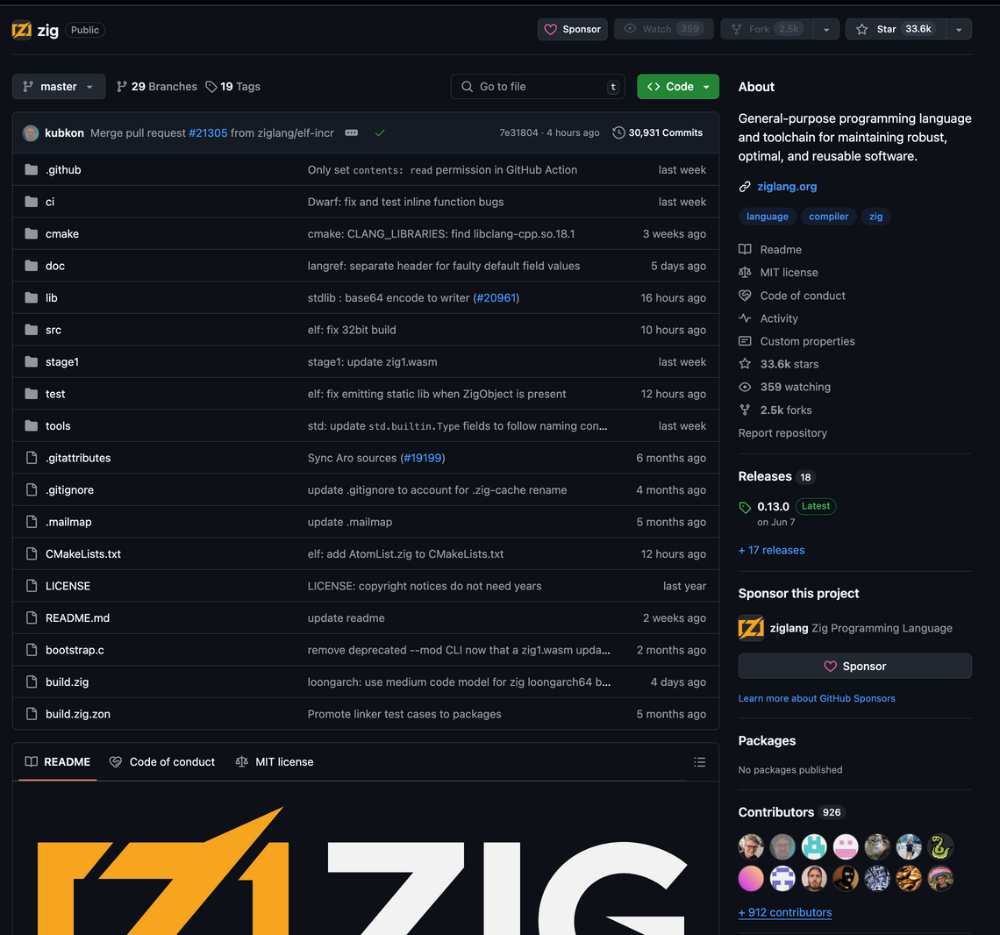 zig Public Sponsor Watch 359 Fork 2.5k Star 33.6k
master 29 Branches 19 Tags Go to file t Code
kubkon Merge pull request #21305 from ziglang/elf-incr 7e31804 · 4 hours ago 30,931 Commits
.github Only set contents: read permission in GitHub Action last week
ci Dwarf: fix and test inline function bugs last week
cmake cmake: CLANG_LIBRARIES: find libclang-cpp.so.18.1 3 weeks ago
doc langref: separate header for faulty default field values 5 days ago
lib stdlib : base64 encode to writer (#20961) 16 hours ago
src elf: fix 32bit build 10 hours ago
stage1 stage1: update zig1.wasm last week
test elf: fix emitting static lib when ZigObject is present 12 hours ago
tools std: update std.builtin.Type fields to follow naming con... last week
.gitattributes Sync Aro sources (#19199) 6 months ago
.gitignore update .gitignore to account for .zig-cache rename 4 months ago
.mailmap update .mailmap 5 months ago
CMakeLists.txt elf: add AtomList.zig to CMakeLists.txt 12 hours ago
LICENSE LICENSE: copyright notices do not need years last year
README.md update readme 2 weeks ago
bootstrap.c remove deprecated --mod CLI now that a zig1.wasm upda... 2 months ago
build.zig loongarch: use medium code model for zig loongarch64 b... 4 days ago
build.zig.zon Promote linker test cases to packages 5 months ago
README Code of conduct MIT license
ZIG
About
General-purpose programming language
and toolchain for maintaining robust,
optimal, and reusable software.
ziglang.org
language compiler zig
Readme
MIT license
Code of conduct
Activity
Custom properties
33.6k stars
359 watching
2.5k forks
Report repository
Releases 18
0.13.0 Latest
on Jun 7
+ 17 releases
Sponsor this project
ziglang Zig Programming Language
Sponsor
Learn more about GitHub Sponsors
Packages
No packages published
Contributors 926
+ 912 contributors